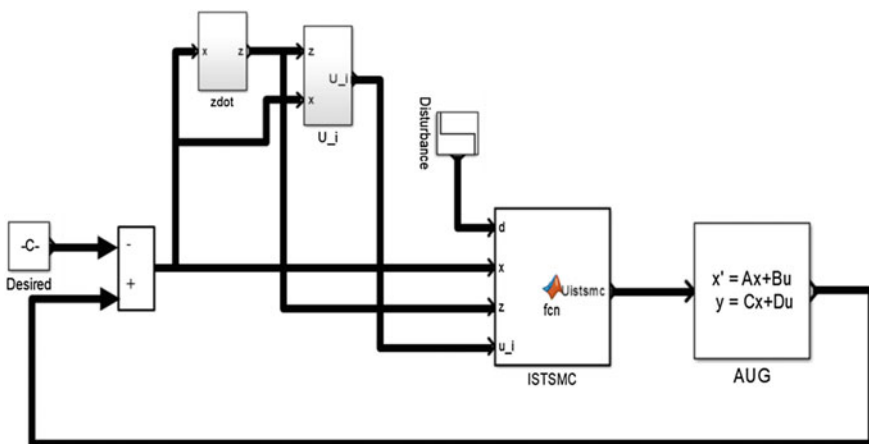 x
z
zdot
z
U_i
x
U_i
Disturbance
-C-
Desired
-
+
d
x
z
u_i
Uistsmc
fcn
ISTSMC
x' = Ax+Bu
y = Cx+Du
AUG